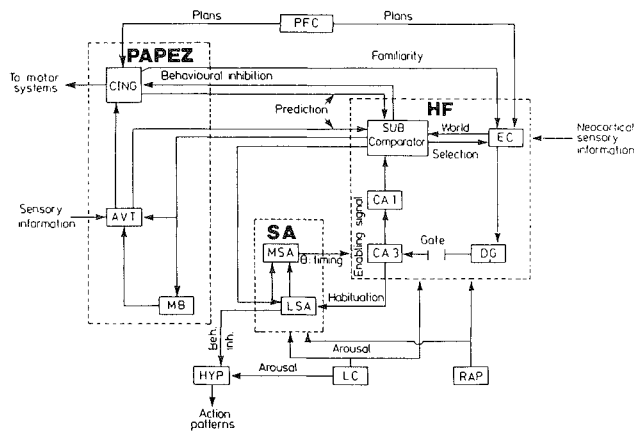 Plans
PFC
Plans
PAPEZ
Familiarity
To motor
systems
CING
Behavioural inhibition
Prediction
HF
SUB
Comparator
World
EC
Selection
Neocortical
sensory
information
CA 1
Enabling signal
Sensory
information
AVT
SA
MSA
θ. timing
CA 3
Gate
DG
MB
LSA
Habituation
Beh.
inh.
Arousal
HYP
Arousal
LC
RAP
Action
patterns